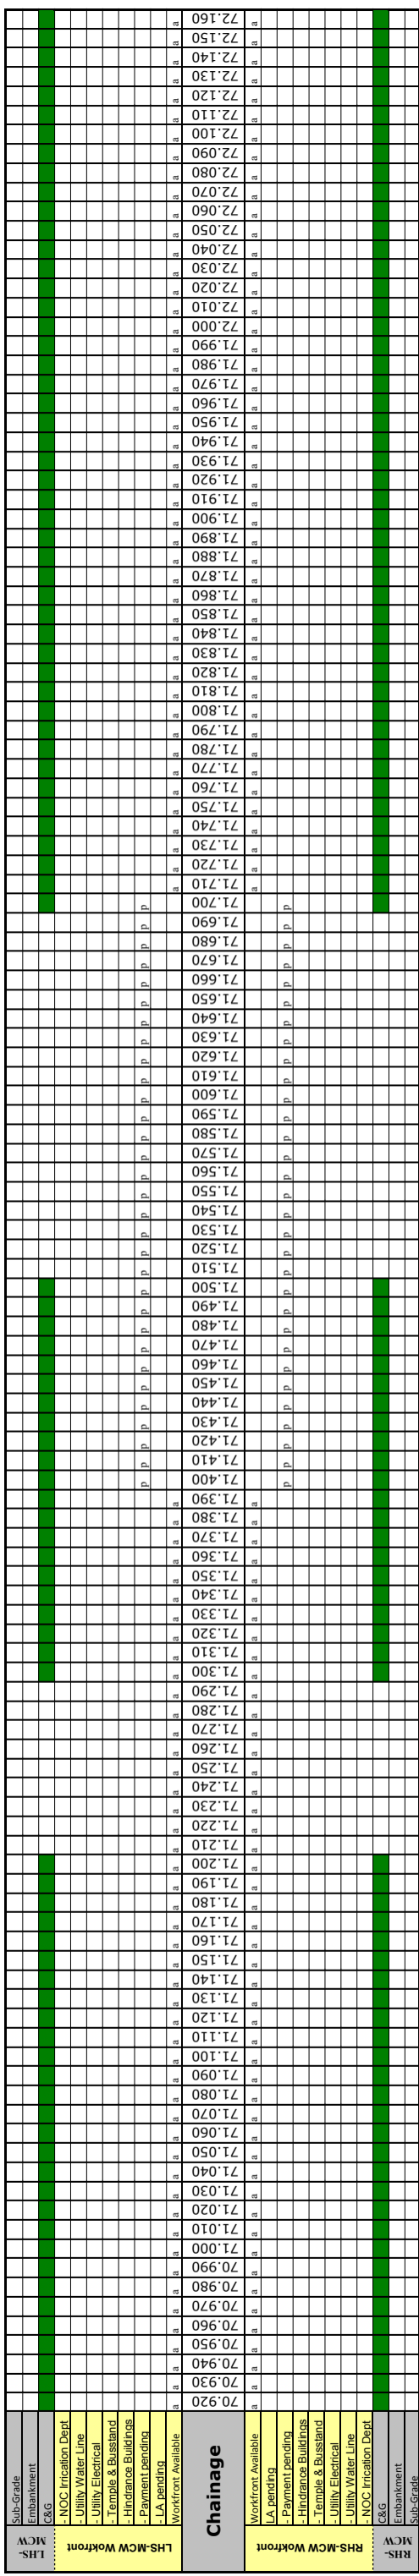 LHS-MCW
Sub-Grade
Embankment
C&G
LHS-MCW Wokfront
- NOC Irrication Dept
- Utility Water Line
- Utility Electrical
- Temple & Busstand
- Hindrance Buildings
- Payment pending p p p p p p p p p p p p p p p p p p p p p p p p p p p p p p p
- LA pending
Workfront Available a a a a a a a a a a a a a a a a a a a a a a a a a a a a a a a a a a a a a a a a a a a a a a a a a a a a a a a a a a a a a a a a a a a a a a a a a a a a a a a a a a a a a a a a a a a a a a
Chainage 70.920 70.930 70.940 70.950 70.960 70.970 70.980 70.990 71.000 71.010 71.020 71.030 71.040 71.050 71.060 71.070 71.080 71.090 71.100 71.110 71.120 71.130 71.140 71.150 71.160 71.170 71.180 71.190 71.200 71.210 71.220 71.230 71.240 71.250 71.260 71.270 71.280 71.290 71.300 71.310 71.320 71.330 71.340 71.350 71.360 71.370 71.380 71.390 71.400 71.410 71.420 71.430 71.440 71.450 71.460 71.470 71.480 71.490 71.500 71.510 71.520 71.530 71.540 71.550 71.560 71.570 71.580 71.590 71.600 71.610 71.620 71.630 71.640 71.650 71.660 71.670 71.680 71.690 71.700 71.710 71.720 71.730 71.740 71.750 71.760 71.770 71.780 71.790 71.800 71.810 71.820 71.830 71.840 71.850 71.860 71.870 71.880 71.890 71.900 71.910 71.920 71.930 71.940 71.950 71.960 71.970 71.980 71.990 72.000 72.010 72.020 72.030 72.040 72.050 72.060 72.070 72.080 72.090 72.100 72.110 72.120 72.130 72.140 72.150 72.160
RHS-MCW Wokfront
Workfront Available a a a a a a a a a a a a a a a a a a a a a a a a a a a a a a a a a a a a a a a a a a a a a a a a a a a a a a a a a a a a a a a a a a a a a a a a a a a a a a a a a a a a a a a a a a a a a a
LA pending
- Payment pending p p p p p p p p p p p p p p p p p p p p p p p p p p p p p p p
- Hindrance Buildings
- Temple & Busstand
- Utility Electrical
- Utility Water Line
- NOC Irrication Dept
RHS-MCW
C&G
Embankment
Sub-Grade